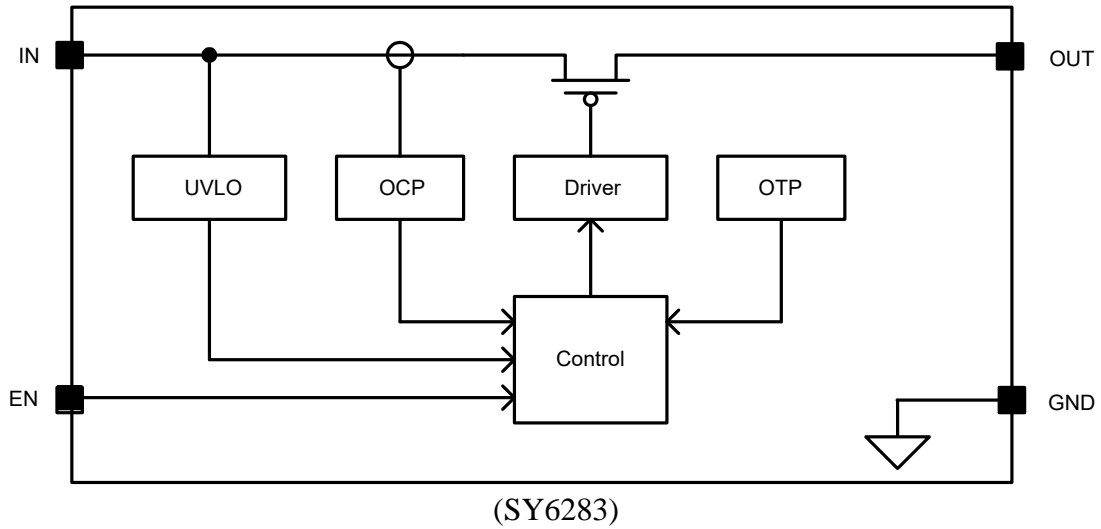 IN
OUT
UVLO
OCP
Driver
OTP
Control
EN
GND
(SY6283)